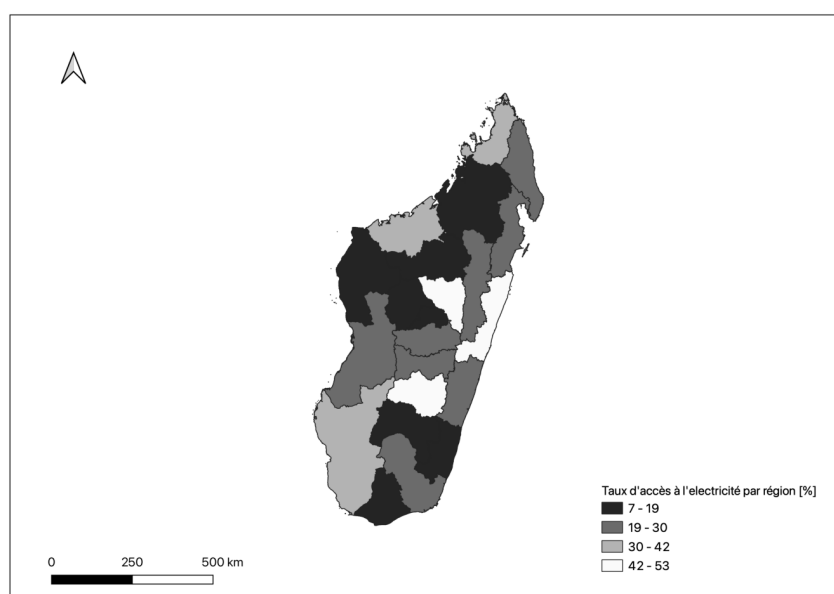 Taux d'accès à l'electricité par région [%]
7 - 19
19 - 30
30 - 42
42 - 53
0 250 500 km